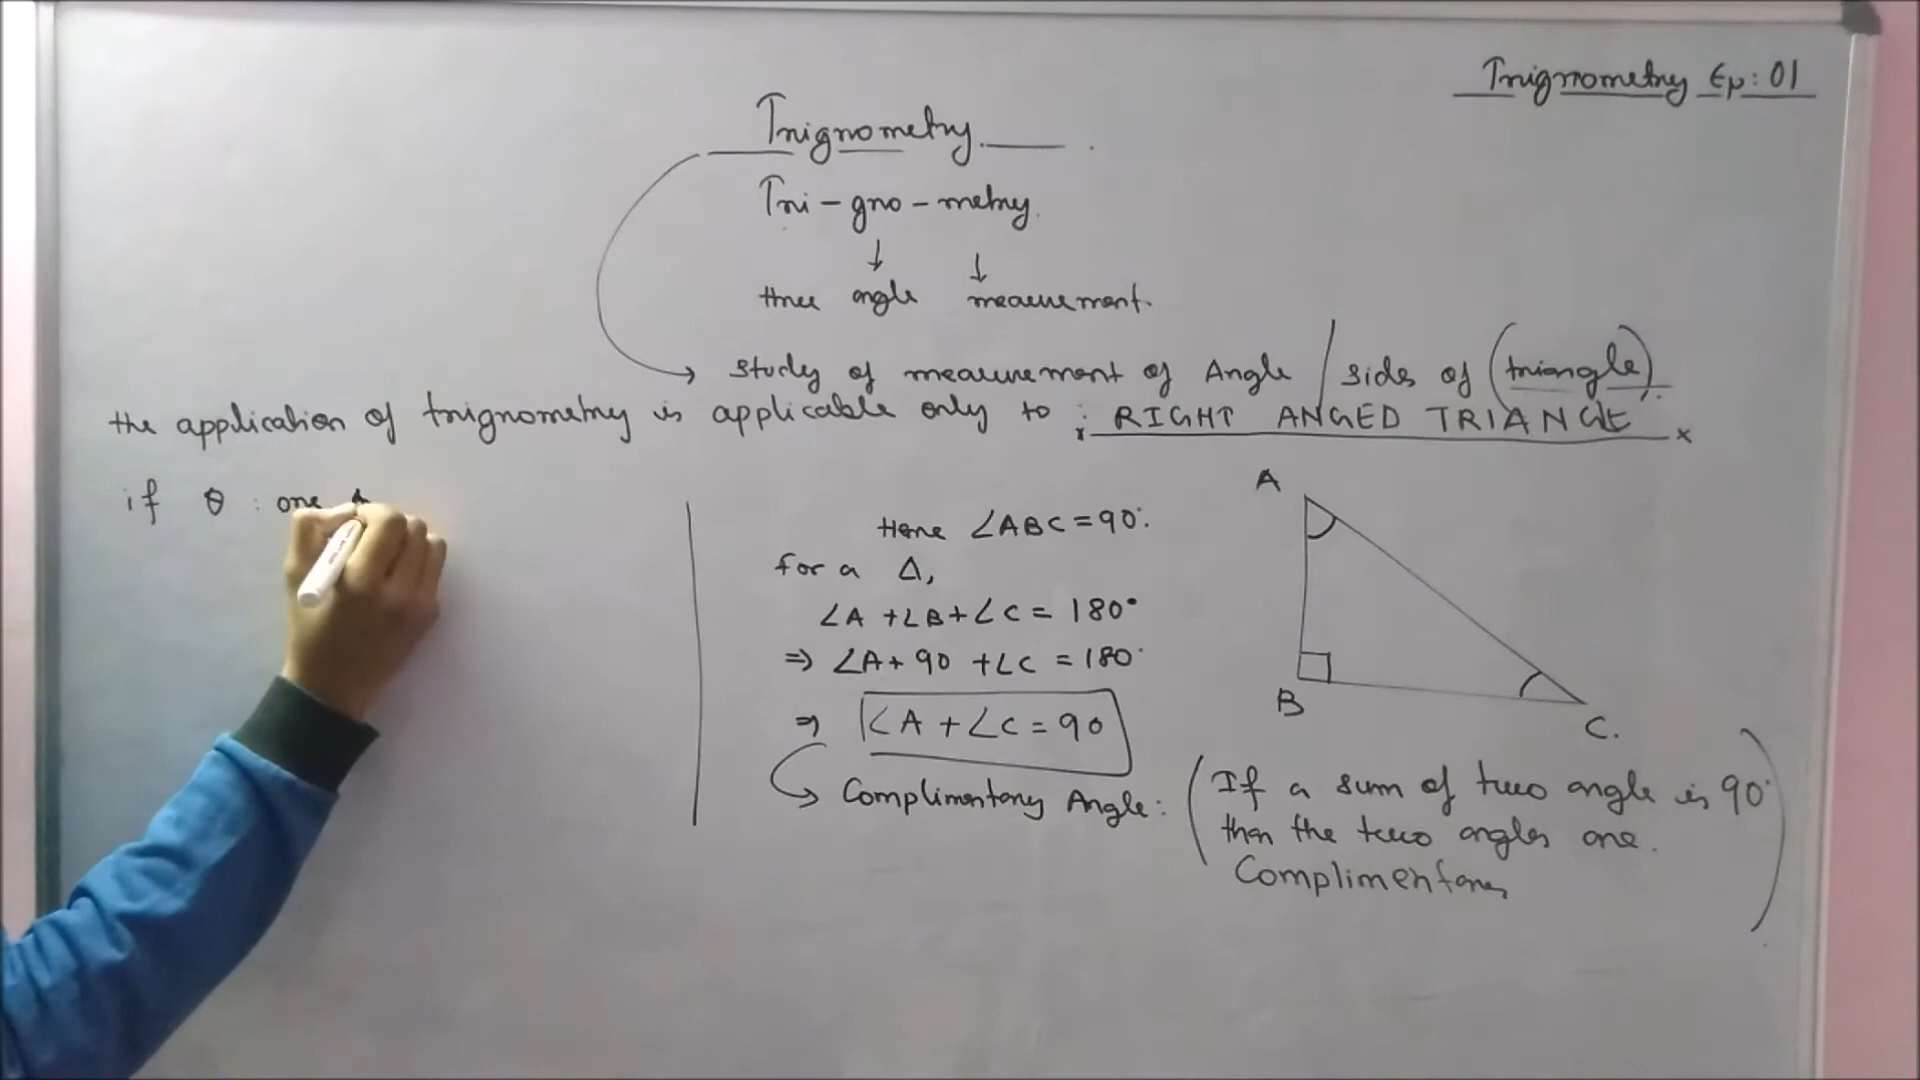 Trignometry Ep: 01
Trignometry
Tri - gno - metry.
↓ ↓
three angle measurement.
→ Study of measurement of Angle / sides of (triangle).
the application of trignometry is applicable only to : RIGHT ANGED TRIANGLE
if θ : one
Here ∠ABC = 90°.
for a Δ,
∠A + ∠B + ∠C = 180°
⇒ ∠A + 90 + ∠C = 180°
⇒ ∠A + ∠C = 90
→ Complimentary Angle :
(If a sum of two angle is 90°
then the two angles are.
Complimentary)
A
B
C.